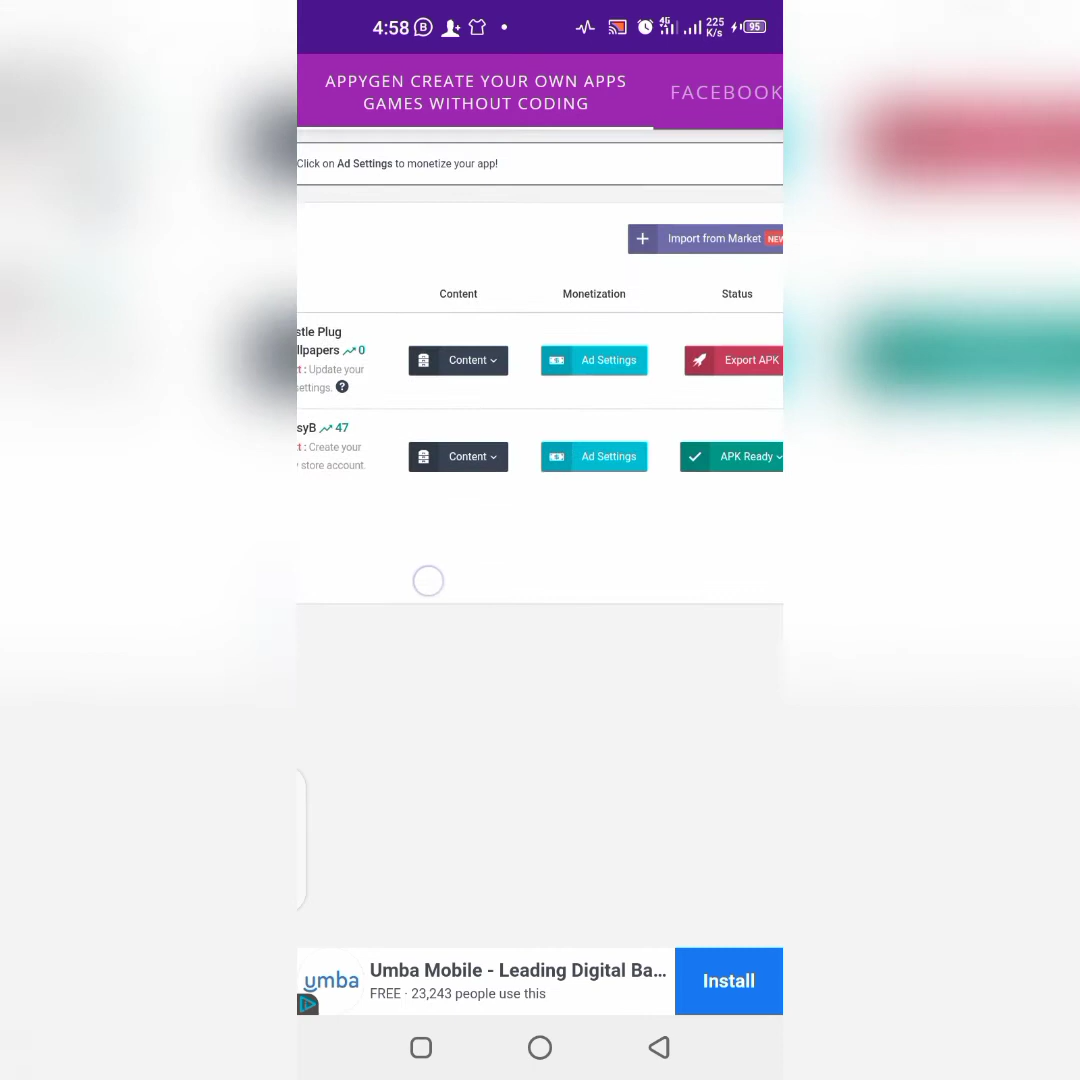 4:58
4G
225
K/s
95
APPYGEN CREATE YOUR OWN APPS
GAMES WITHOUT CODING
FACEBOOK
Click on Ad Settings to monetize your app!
Import from Market NEW
Content Monetization Status
stle Plug
llpapers 0
t : Update your
settings. ?
Content Ad Settings Export APK
syB 47
t : Create your
store account.
Content Ad Settings APK Ready
umba
Umba Mobile - Leading Digital Ba...
FREE · 23,243 people use this
Install